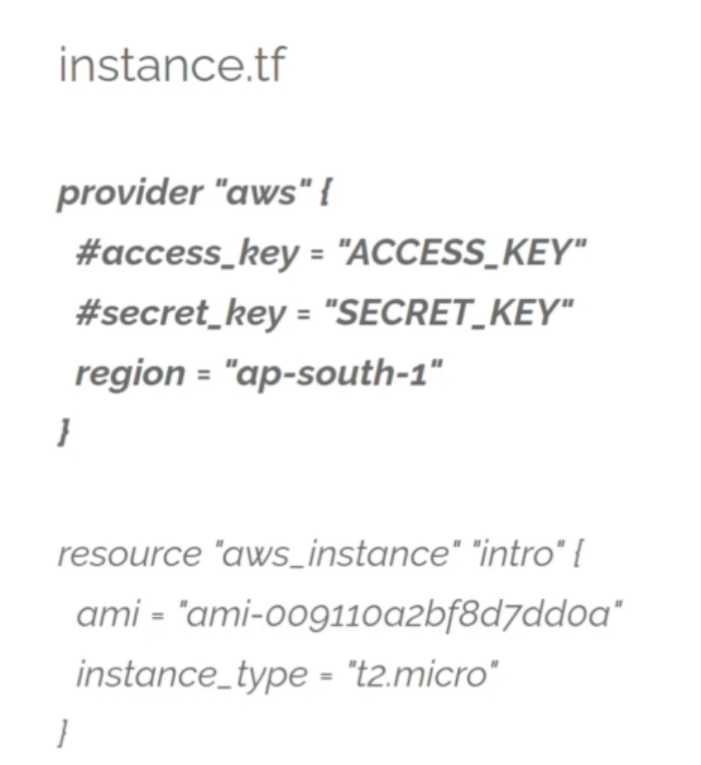 instance.tf
provider "aws" {
#access_key = "ACCESS_KEY"
#secret_key = "SECRET_KEY"
region = "ap-south-1"
}
resource "aws_instance" "intro" {
ami = "ami-009110a2bf8d7dd0a"
instance_type = "t2.micro"
}